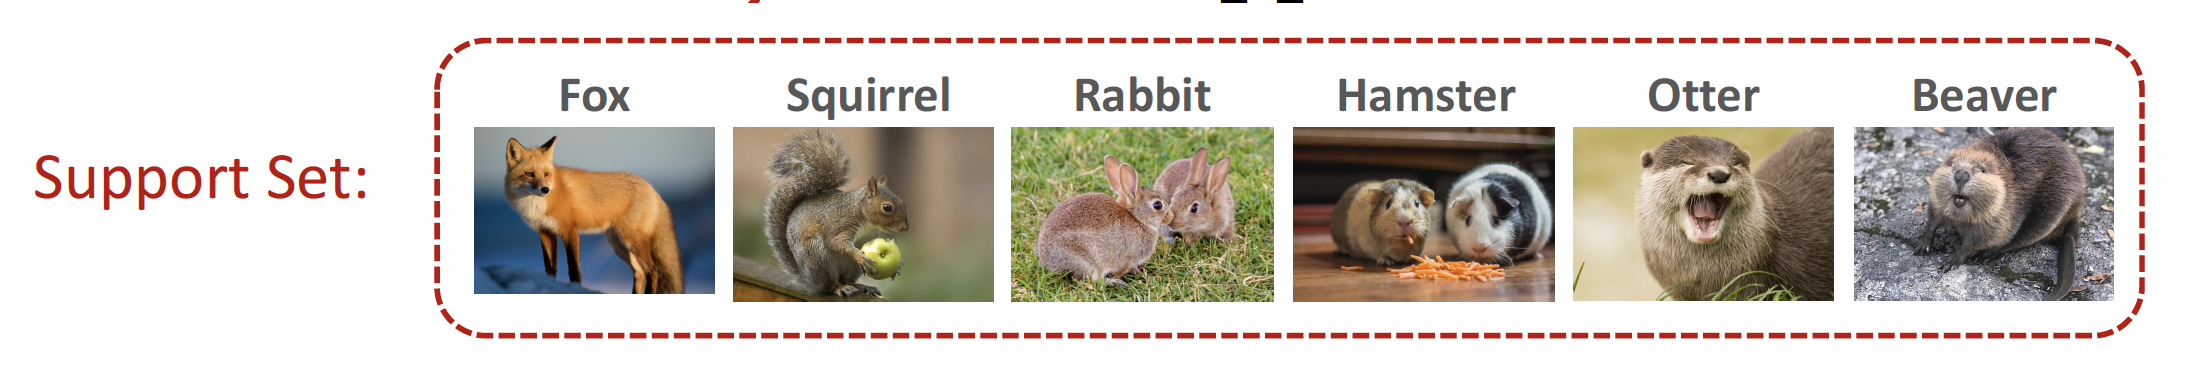 Fox Squirrel Rabbit Hamster Otter Beaver
Support Set: